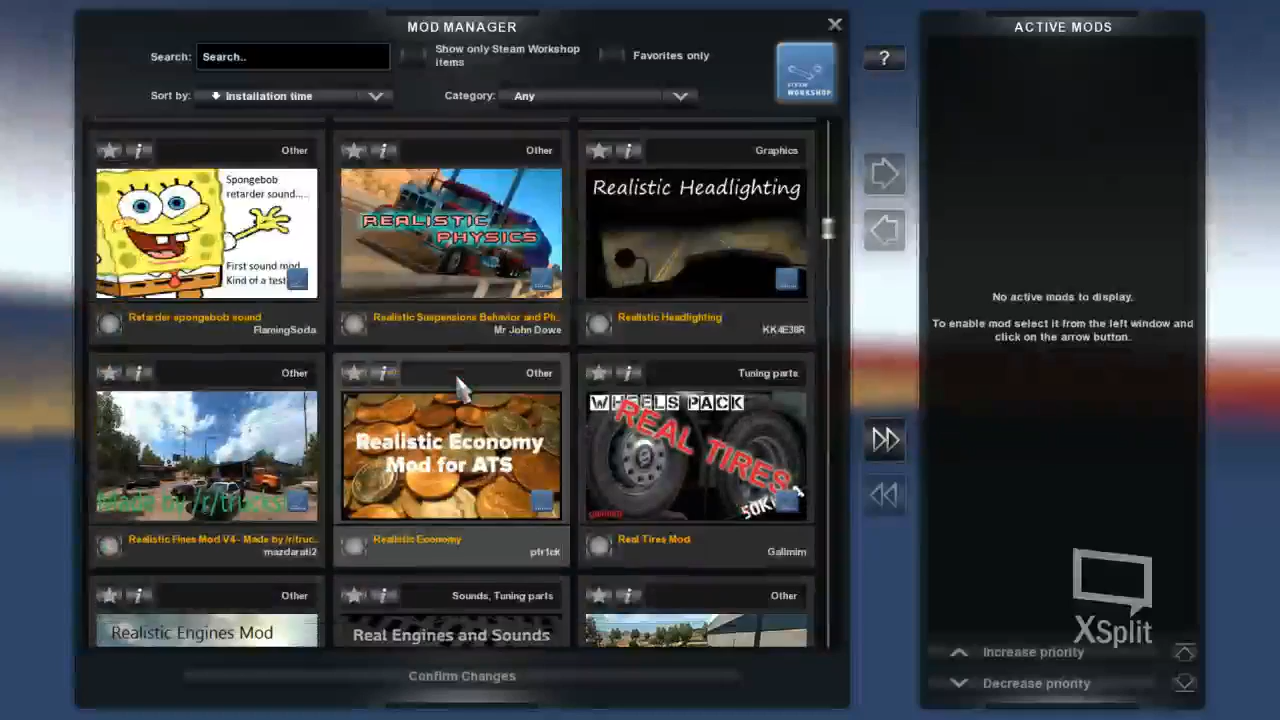 MOD MANAGER
Search:
Search..
Show only Steam Workshop
items
Favorites only
WORKSHOP
?
Sort by:
Installation time
Category:
Any
Other
Spongebob
retarder sound....
First sound mod
Kind of a test
Retarder spongebob sound
FlamingSoda
Other
REALISTIC
PHYSICS
Realistic Suspensions Behavior and Ph..
Mr John Dowe
Graphics
Realistic Headlighting
Realistic Headlighting
Other
Made by /r/trucks
Realistic Fines Mod V4 - Made by /r/truc..
mazdarati2
Other
Realistic Economy
Mod for ATS
Realistic Economy
ptr1ck
Tuning parts
WHEELS PACK
REAL TIRES
Real Tires Mod
Other
Realistic Engines Mod
Sounds, Tuning parts
Real Engines and Sounds
Other
Confirm Changes
ACTIVE MODS
No active mods to display.
To enable mod select it from the left window and
click on the arrow button.
XSplit
Increase priority
Decrease priority